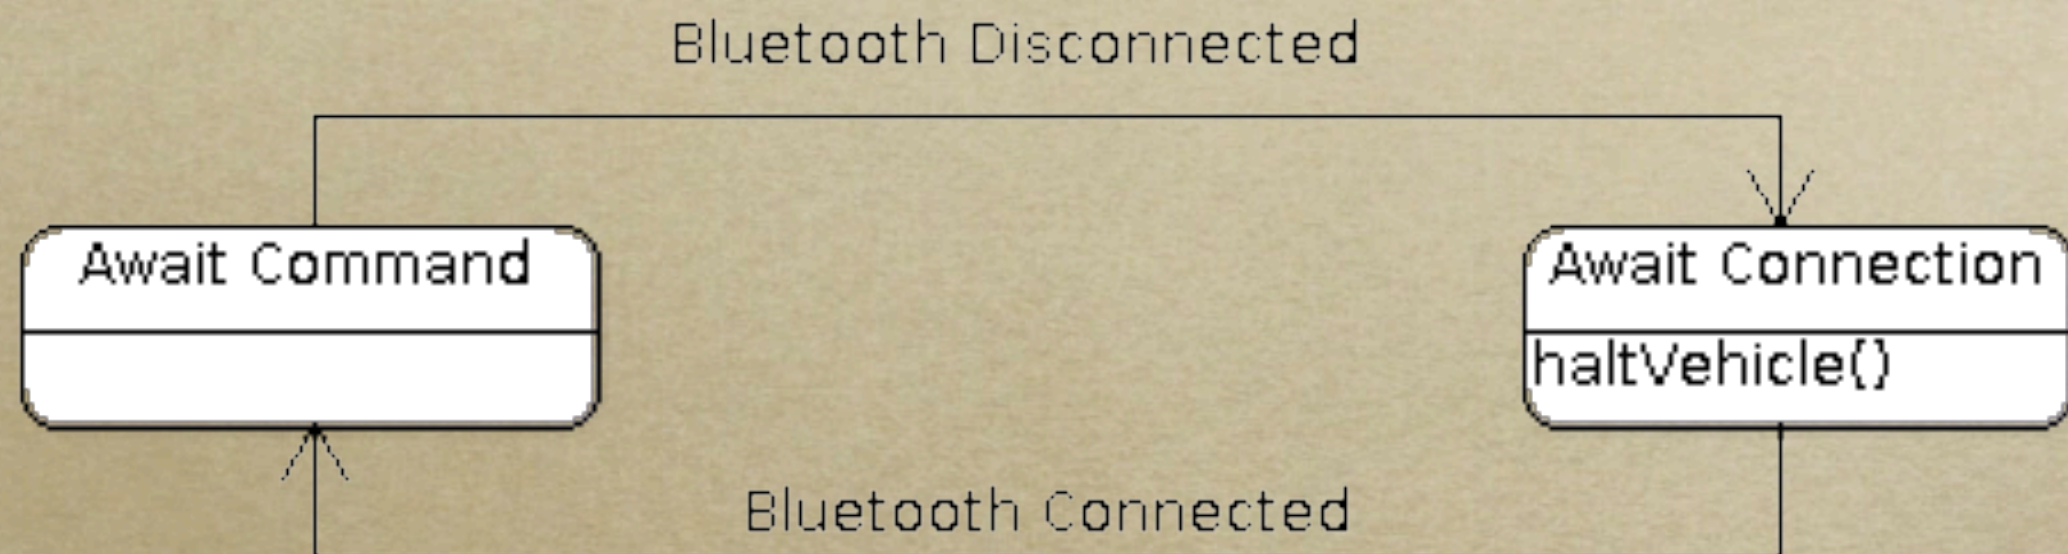 Bluetooth Disconnected
Await Command
Await Connection
haltVehicle()
Bluetooth Connected